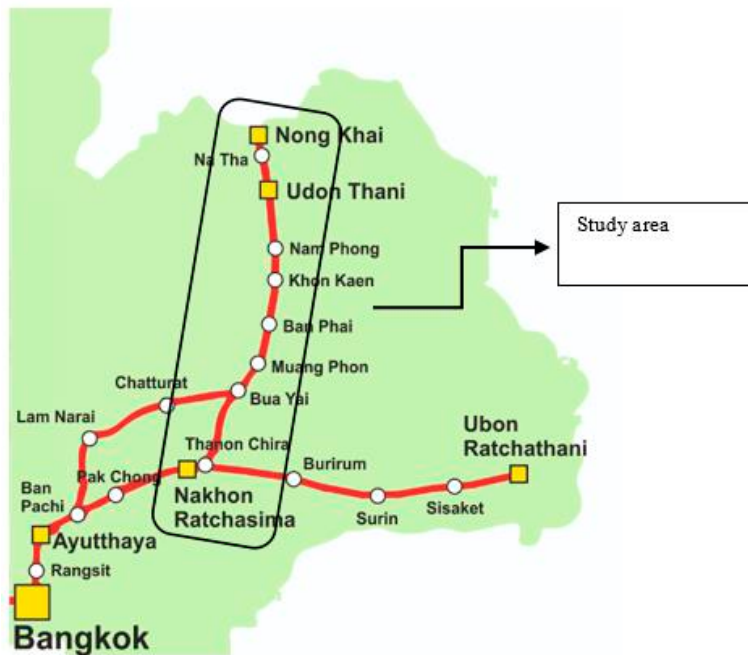 Nong Khai
Na Tha
Udon Thani
Study area
Nam Phong
Khon Kaen
Ban Phai
Muang Phon
Chatturat
Bua Yai
Lam Narai
Ubon
Ratchathani
Thanon Chira
Pak Chong
Burirum
Ban
Pachi
Nakhon
Ratchasima
Surin
Sisaket
Ayutthaya
Rangsit
Bangkok